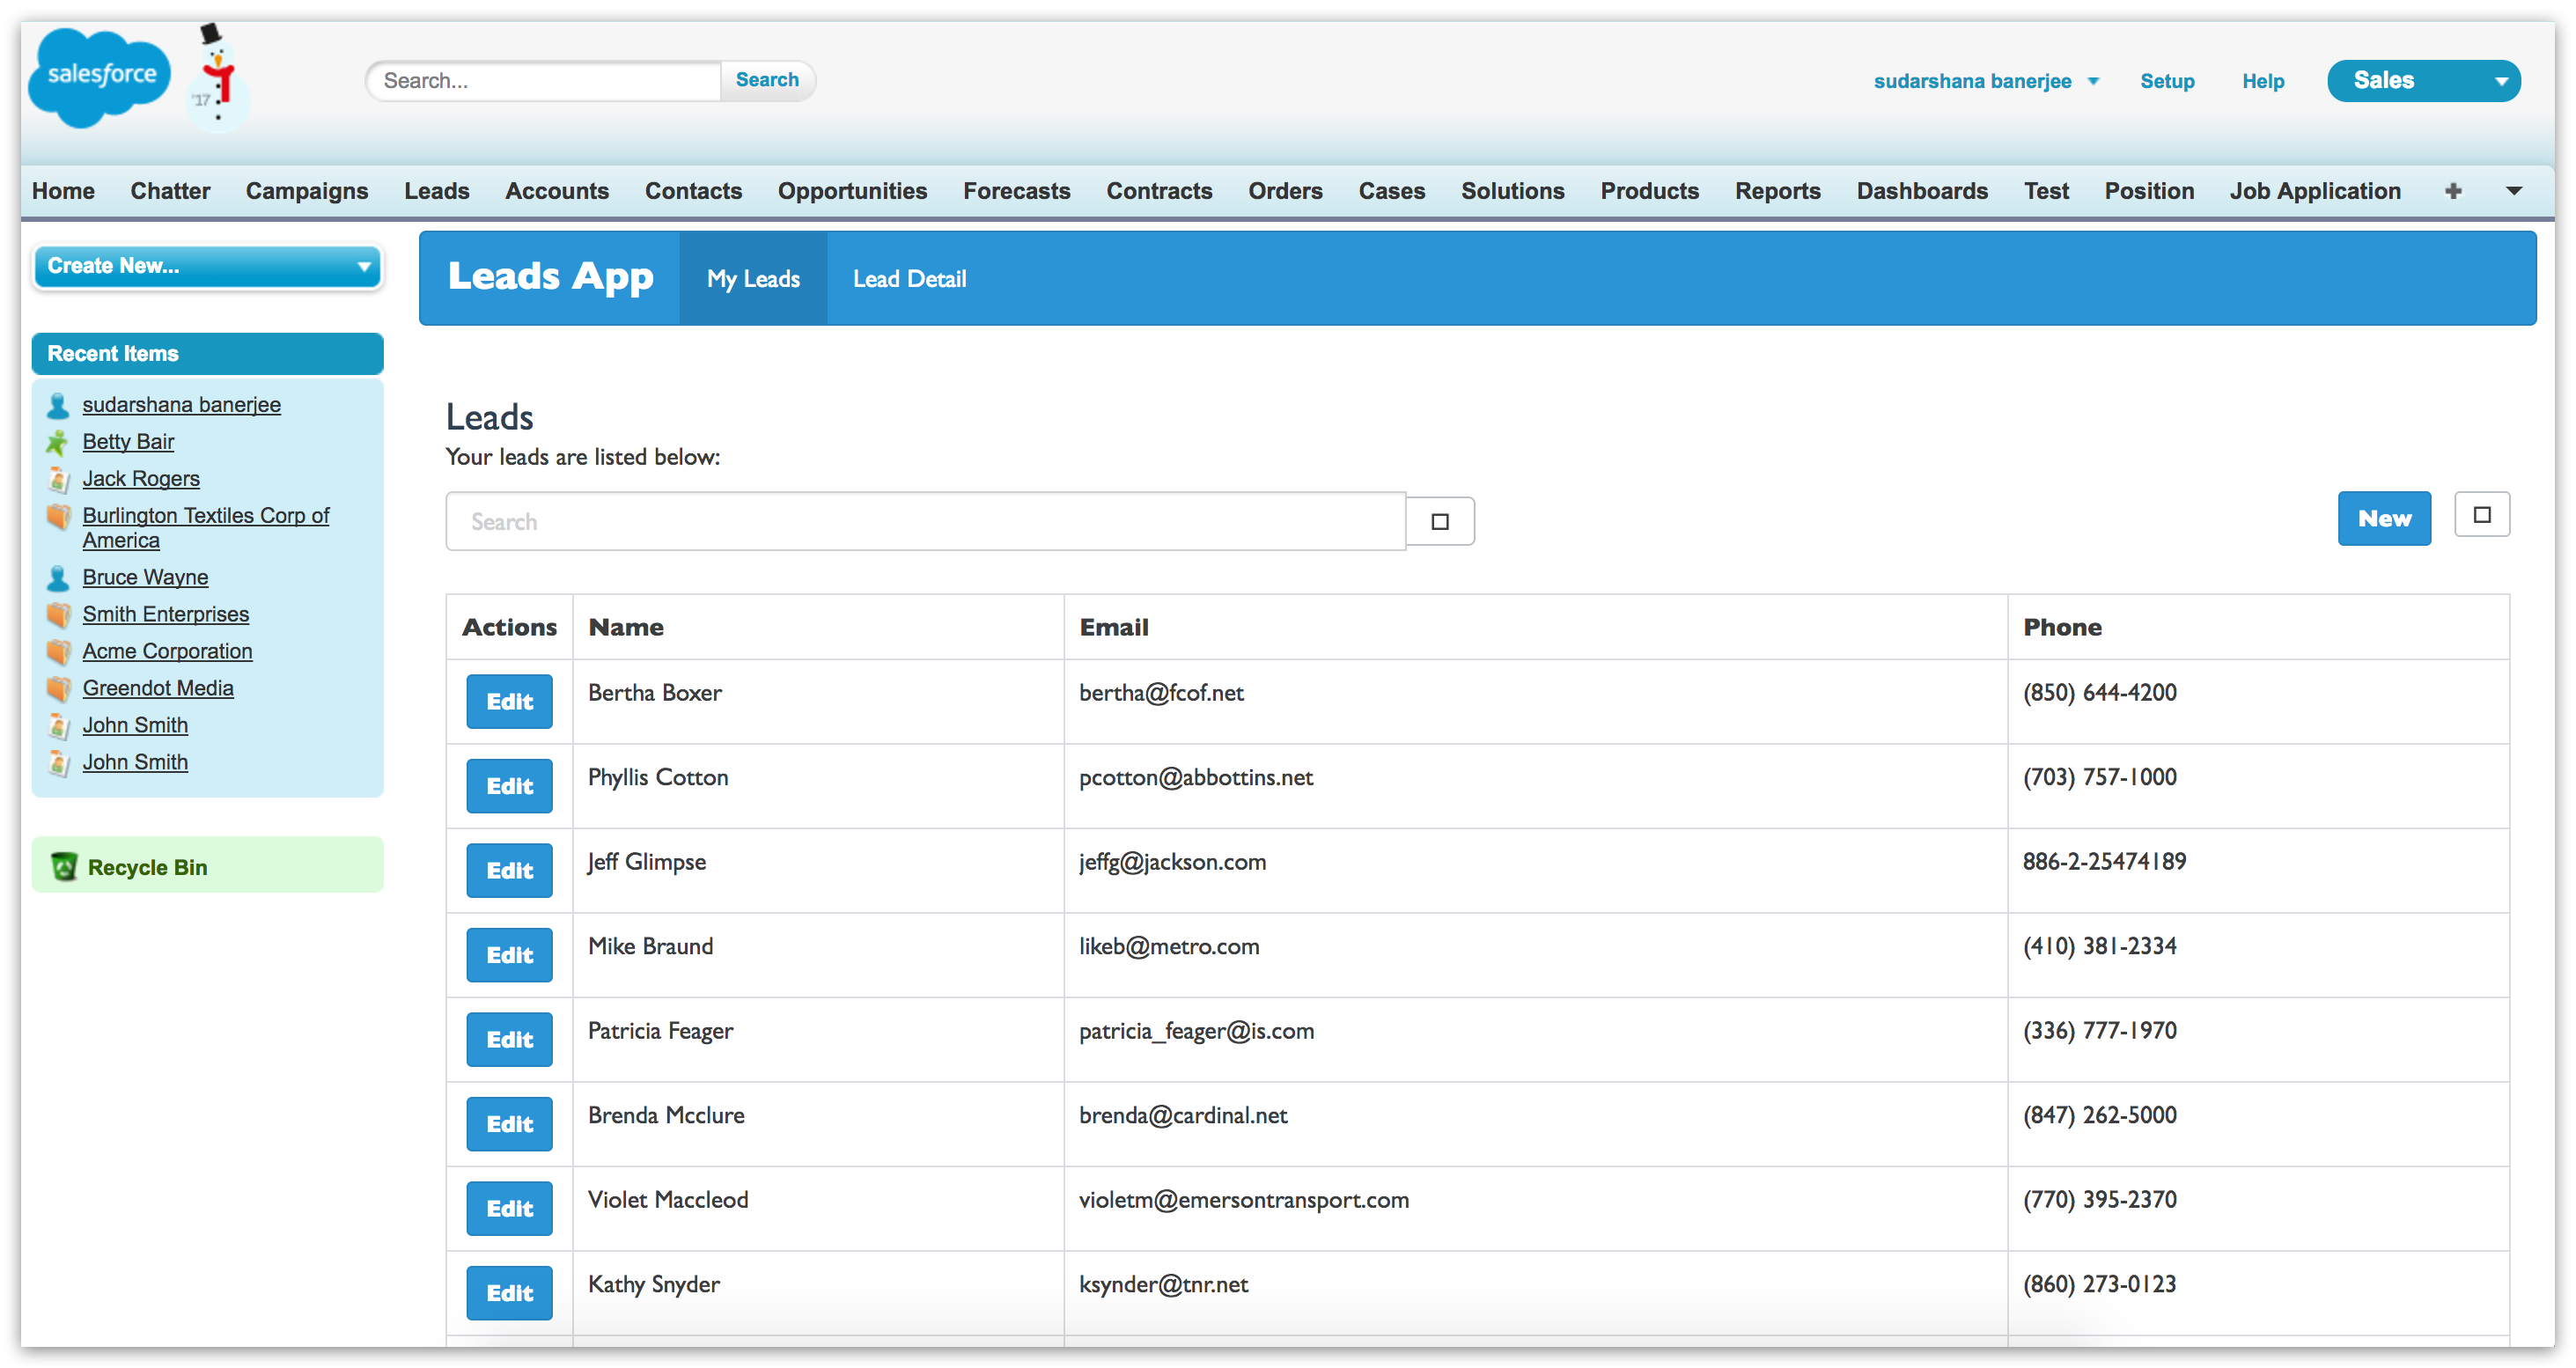 salesforce
'17
Search... Search
sudarshana banerjee Setup Help Sales
Home Chatter Campaigns Leads Accounts Contacts Opportunities Forecasts Contracts Orders Cases Solutions Products Reports Dashboards Test Position Job Application
Create New...
Recent Items
sudarshana banerjee
Betty Bair
Jack Rogers
Burlington Textiles Corp of
America
Bruce Wayne
Smith Enterprises
Acme Corporation
Greendot Media
John Smith
John Smith
Recycle Bin
Leads App My Leads Lead Detail
Leads
Your leads are listed below:
Search
New
Actions Name Email Phone
Edit Bertha Boxer bertha@fcof.net (850) 644-4200
Edit Phyllis Cotton pcotton@abbottins.net (703) 757-1000
Edit Jeff Glimpse jeffg@jackson.com 886-2-25474189
Edit Mike Braund likeb@metro.com (410) 381-2334
Edit Patricia Feager patricia_feager@is.com (336) 777-1970
Edit Brenda Mcclure brenda@cardinal.net (847) 262-5000
Edit Violet Maccleod violetm@emersontransport.com (770) 395-2370
Edit Kathy Snyder ksynder@tnr.net (860) 273-0123